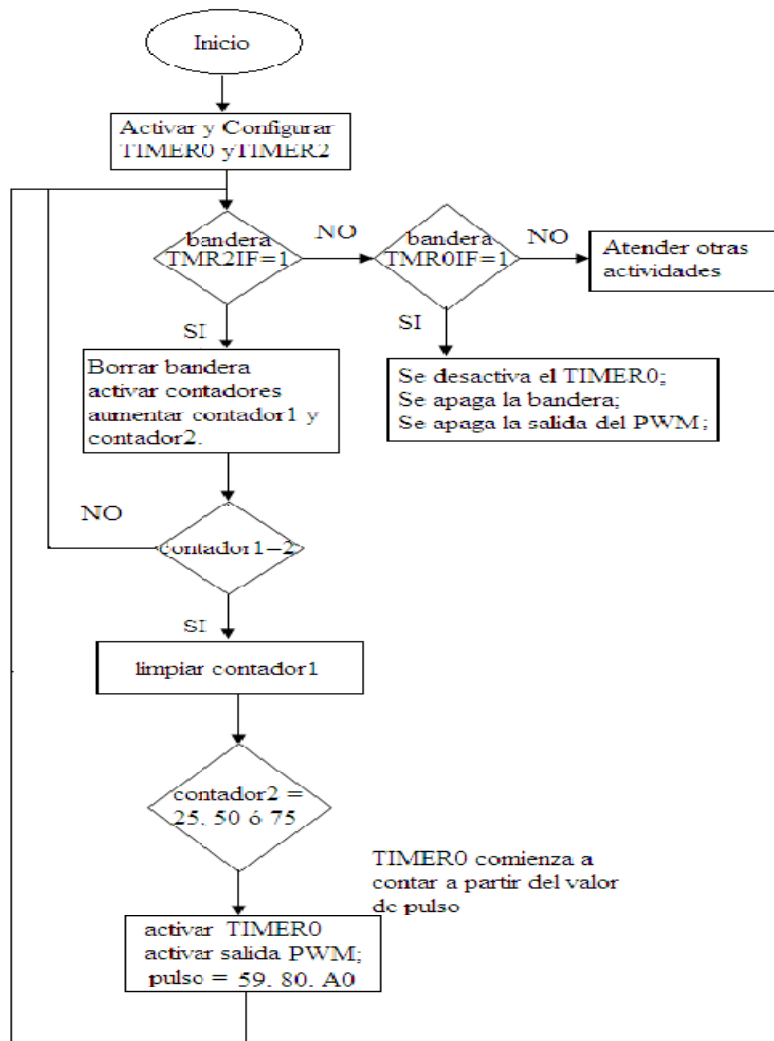 Inicio
Activar y Configurar
TIMER0 yTIMER2
bandera
TMR2IF=1
NO
bandera
TMR0IF=1
NO
Atender otras
actividades
SI
SI
Borrar bandera
activar contadores
aumentar contador1 y
contador2.
Se desactiva el TIMER0;
Se apaga la bandera;
Se apaga la salida del PWM;
NO
contador1=2
SI
limpiar contador1
contador2 =
25. 50 ó 75
TIMER0 comienza a
contar a partir del valor
de pulso
activar TIMER0
activar salida PWM;
pulso = 59. 80. A0